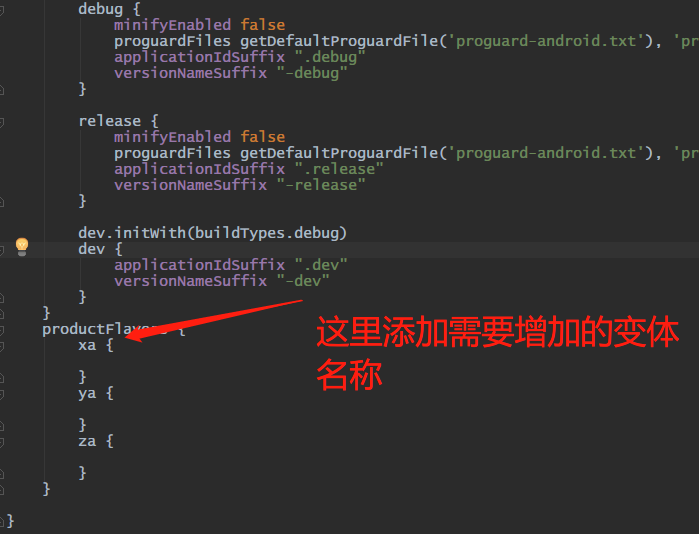 debug {
minifyEnabled false
proguardFiles getDefaultProguardFile('proguard-android.txt'), 'pr
applicationIdSuffix ".debug"
versionNameSuffix "-debug"
}
release {
minifyEnabled false
proguardFiles getDefaultProguardFile('proguard-android.txt'), 'pr
applicationIdSuffix ".release"
versionNameSuffix "-release"
}
dev.initWith(buildTypes.debug)
dev {
applicationIdSuffix ".dev"
versionNameSuffix "-dev"
}
}
productFlavors {
xa {
}
ya {
}
za {
}
}
}
这里添加需要增加的变体
名称